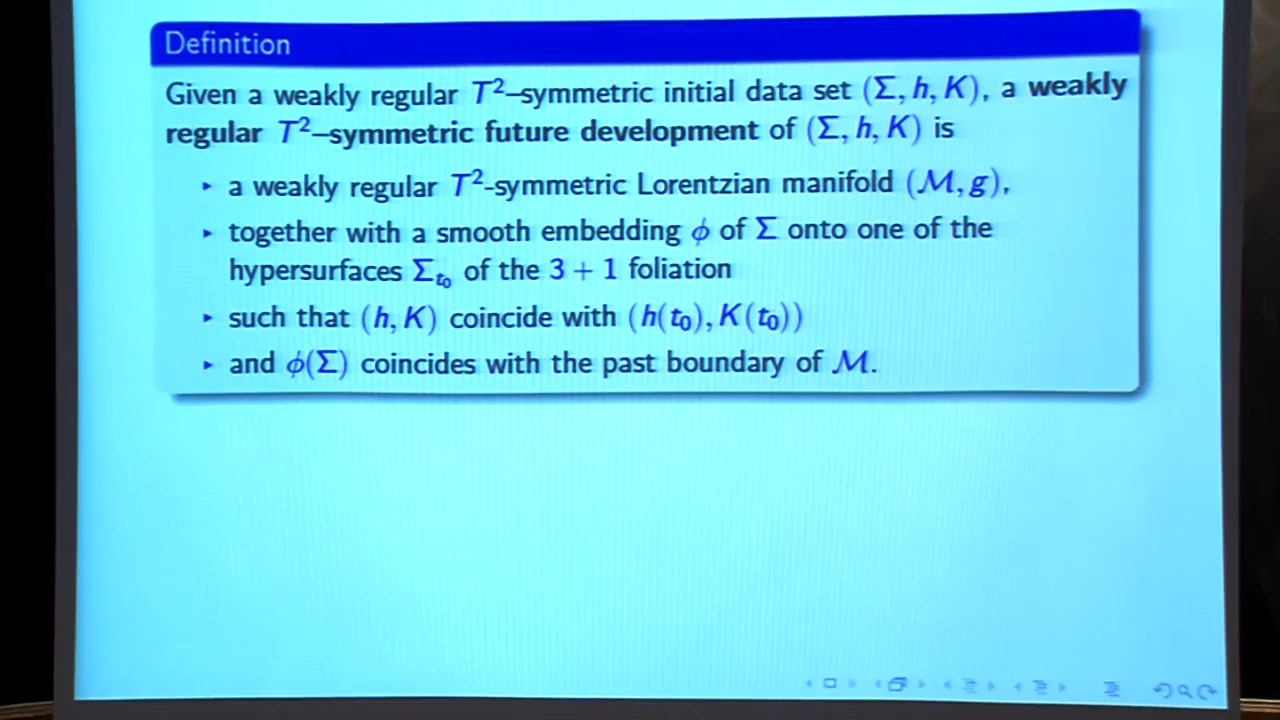 Definition
Given a weakly regular T²–symmetric initial data set (Σ, h, K), a weakly
regular T²–symmetric future development of (Σ, h, K) is
▸ a weakly regular T²-symmetric Lorentzian manifold (ℳ, g),
▸ together with a smooth embedding ϕ of Σ onto one of the
hypersurfaces Σ_{t₀} of the 3 + 1 foliation
▸ such that (h, K) coincide with (h(t₀), K(t₀))
▸ and ϕ(Σ) coincides with the past boundary of ℳ.